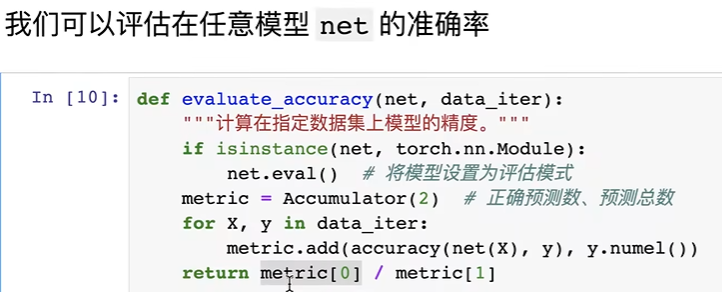 我们可以评估在任意模型 net 的准确率
In [10]: def evaluate_accuracy(net, data_iter):
"""计算在指定数据集上模型的精度。"""
if isinstance(net, torch.nn.Module):
net.eval()  # 将模型设置为评估模式
metric = Accumulator(2)  # 正确预测数、预测总数
for X, y in data_iter:
metric.add(accuracy(net(X), y), y.numel())
return metric[0] / metric[1]